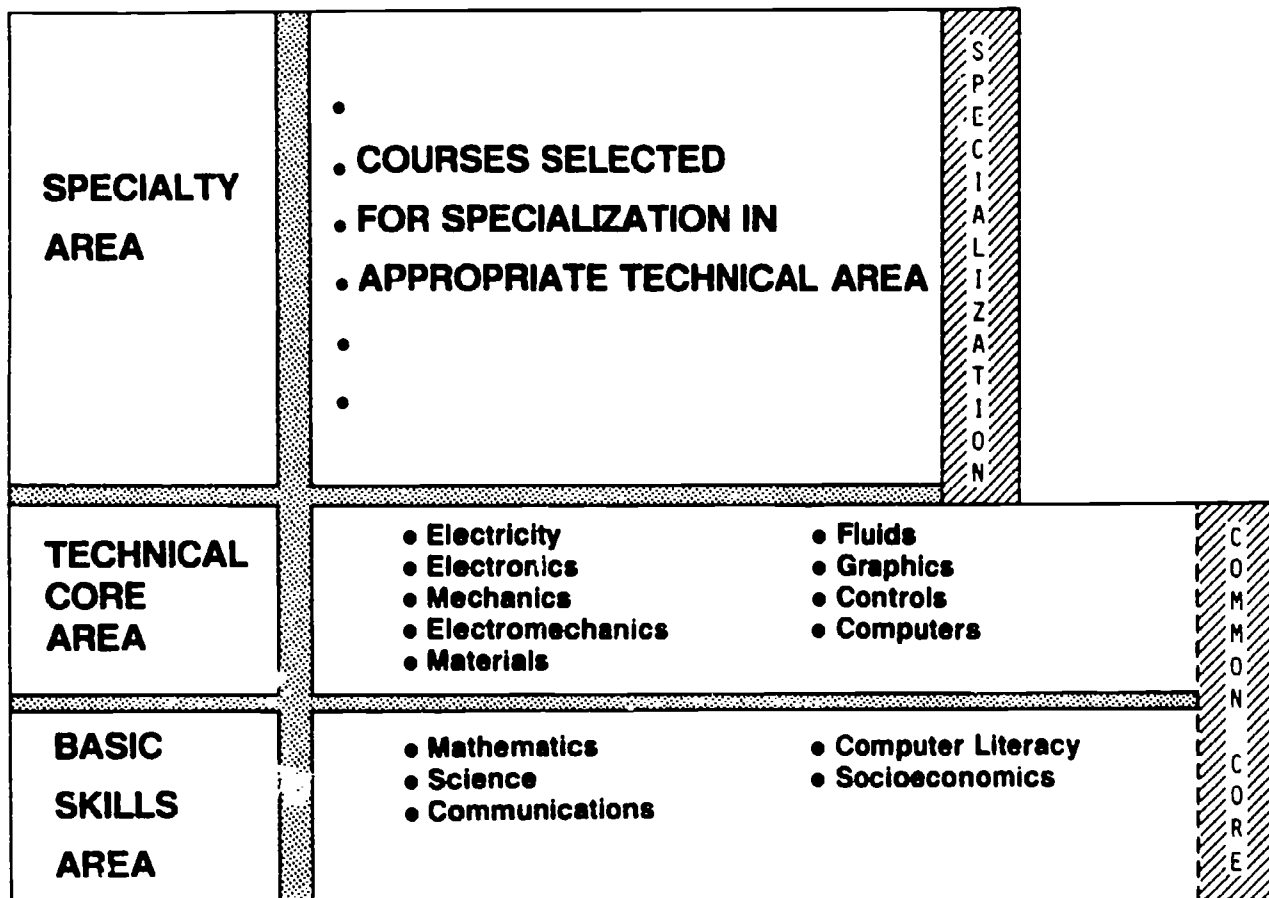 SPECIALTY
AREA
•
• COURSES SELECTED
• FOR SPECIALIZATION IN
• APPROPRIATE TECHNICAL AREA
•
•
SPECIALIZATION
TECHNICAL
CORE
AREA
• Electricity
• Electronics
• Mechanics
• Electromechanics
• Materials
• Fluids
• Graphics
• Controls
• Computers
BASIC
SKILLS
AREA
• Mathematics
• Science
• Communications
• Computer Literacy
• Socioeconomics
COMMON CORE